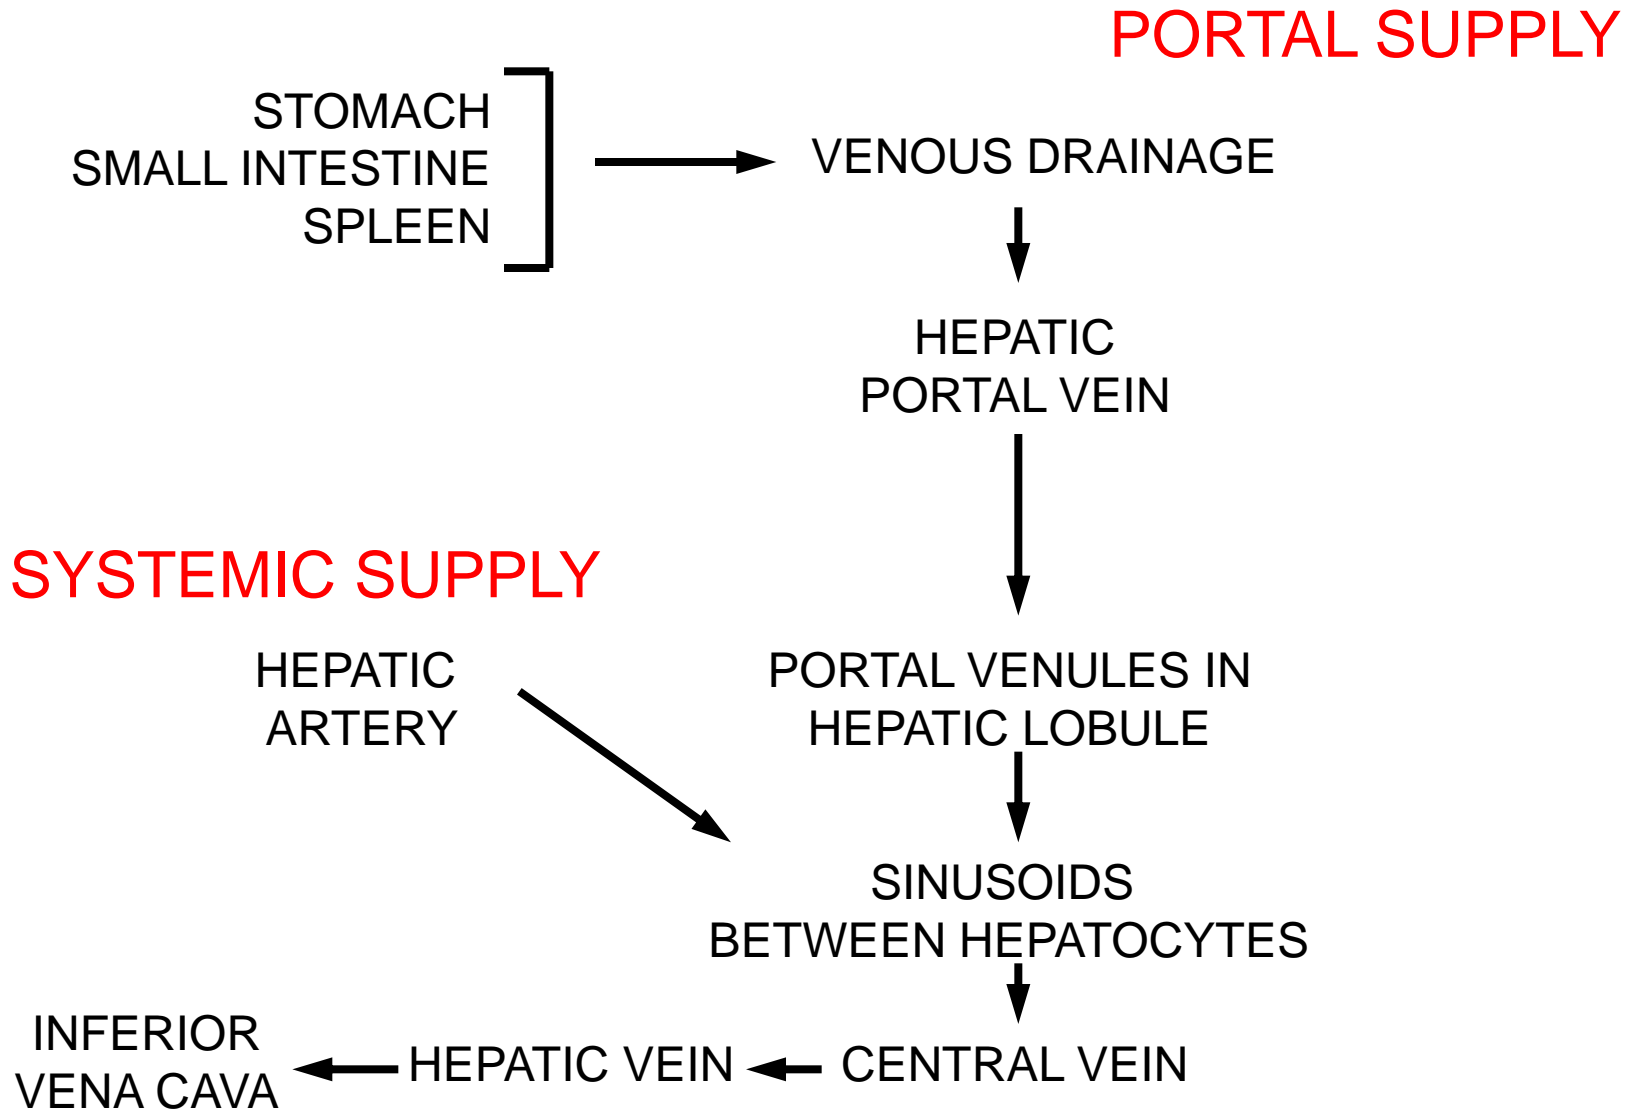 PORTAL SUPPLY
STOMACH
SMALL INTESTINE
SPLEEN
VENOUS DRAINAGE
HEPATIC
PORTAL VEIN
SYSTEMIC SUPPLY
HEPATIC
ARTERY
PORTAL VENULES IN
HEPATIC LOBULE
SINUSOIDS
BETWEEN HEPATOCYTES
CENTRAL VEIN
HEPATIC VEIN
INFERIOR
VENA CAVA